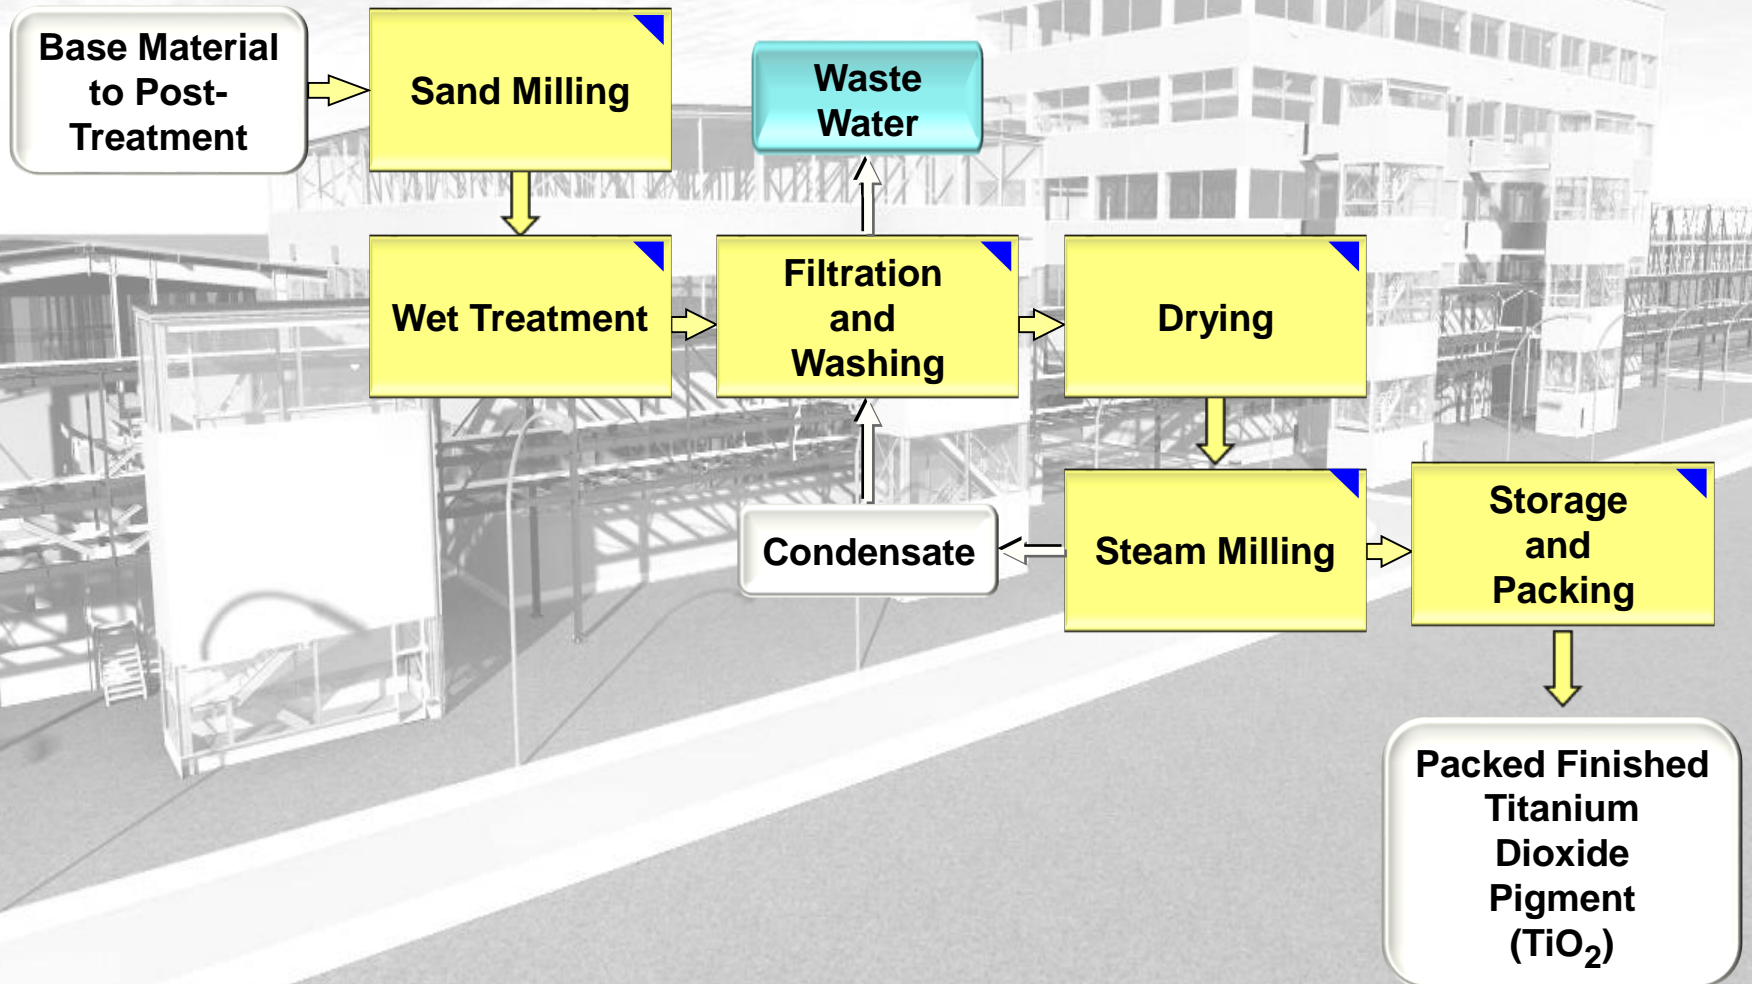 Base Material
to Post-
Treatment
Sand Milling
Waste
Water
Wet Treatment
Filtration
and
Washing
Drying
Condensate
Steam Milling
Storage
and
Packing
Packed Finished
Titanium
Dioxide
Pigment
(TiO₂)